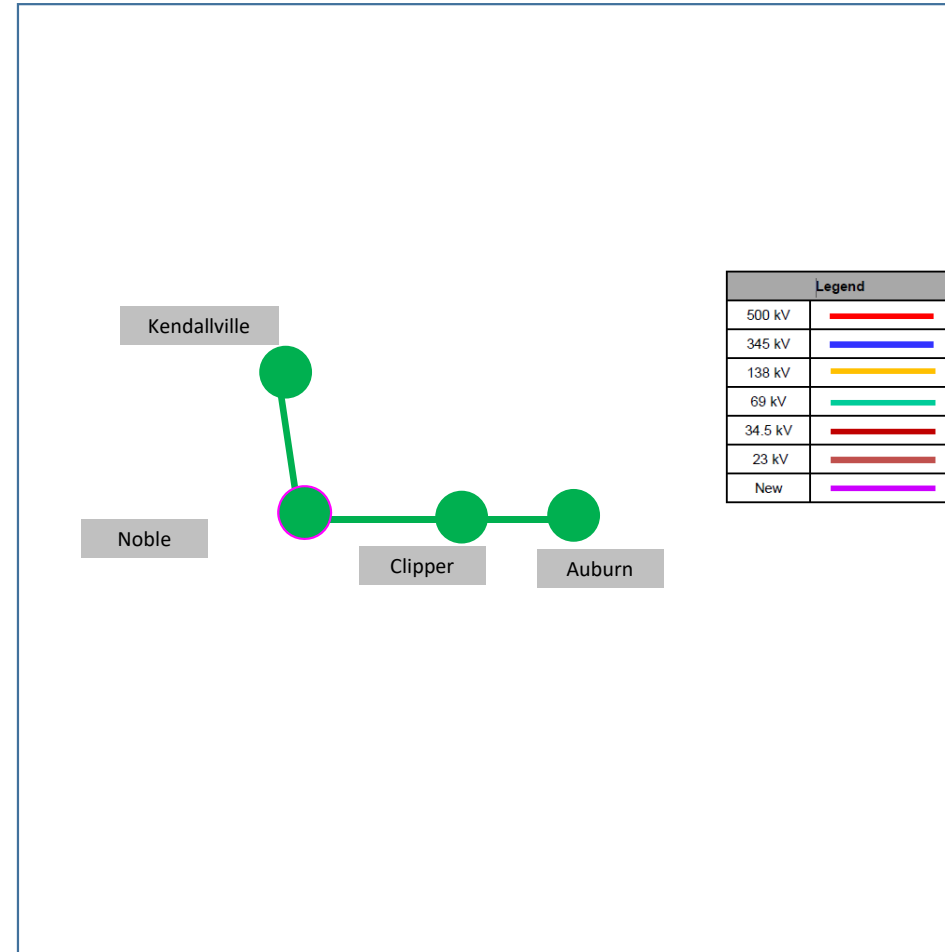 Kendallville
Legend
500 kV
345 kV
138 kV
69 kV
34.5 kV
23 kV
New
Noble
Clipper
Auburn